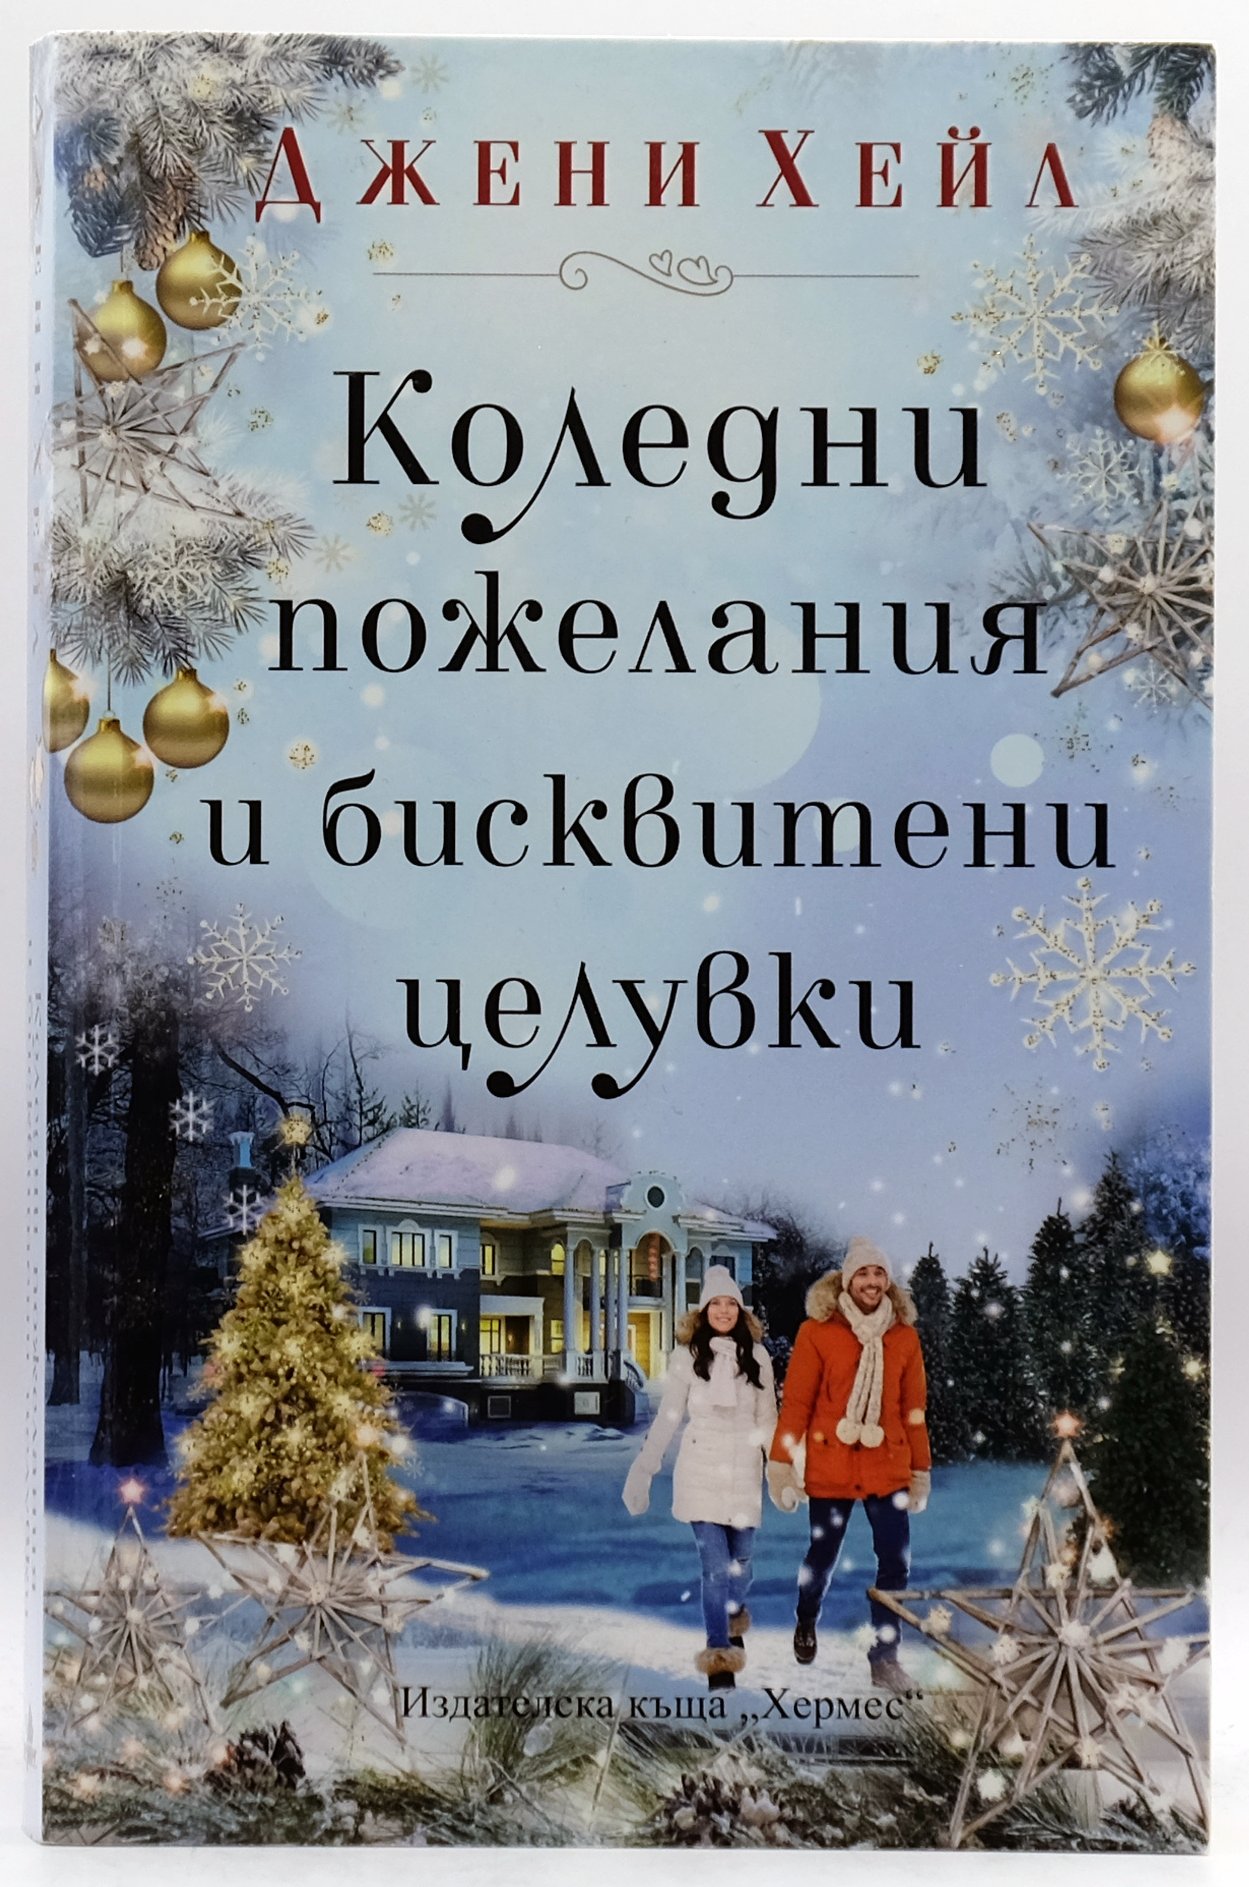 ДЖЕНИ ХЕЙЛ
Коледни
пожелания
и бисквитени
целувки
Издателска къща „Хермес“